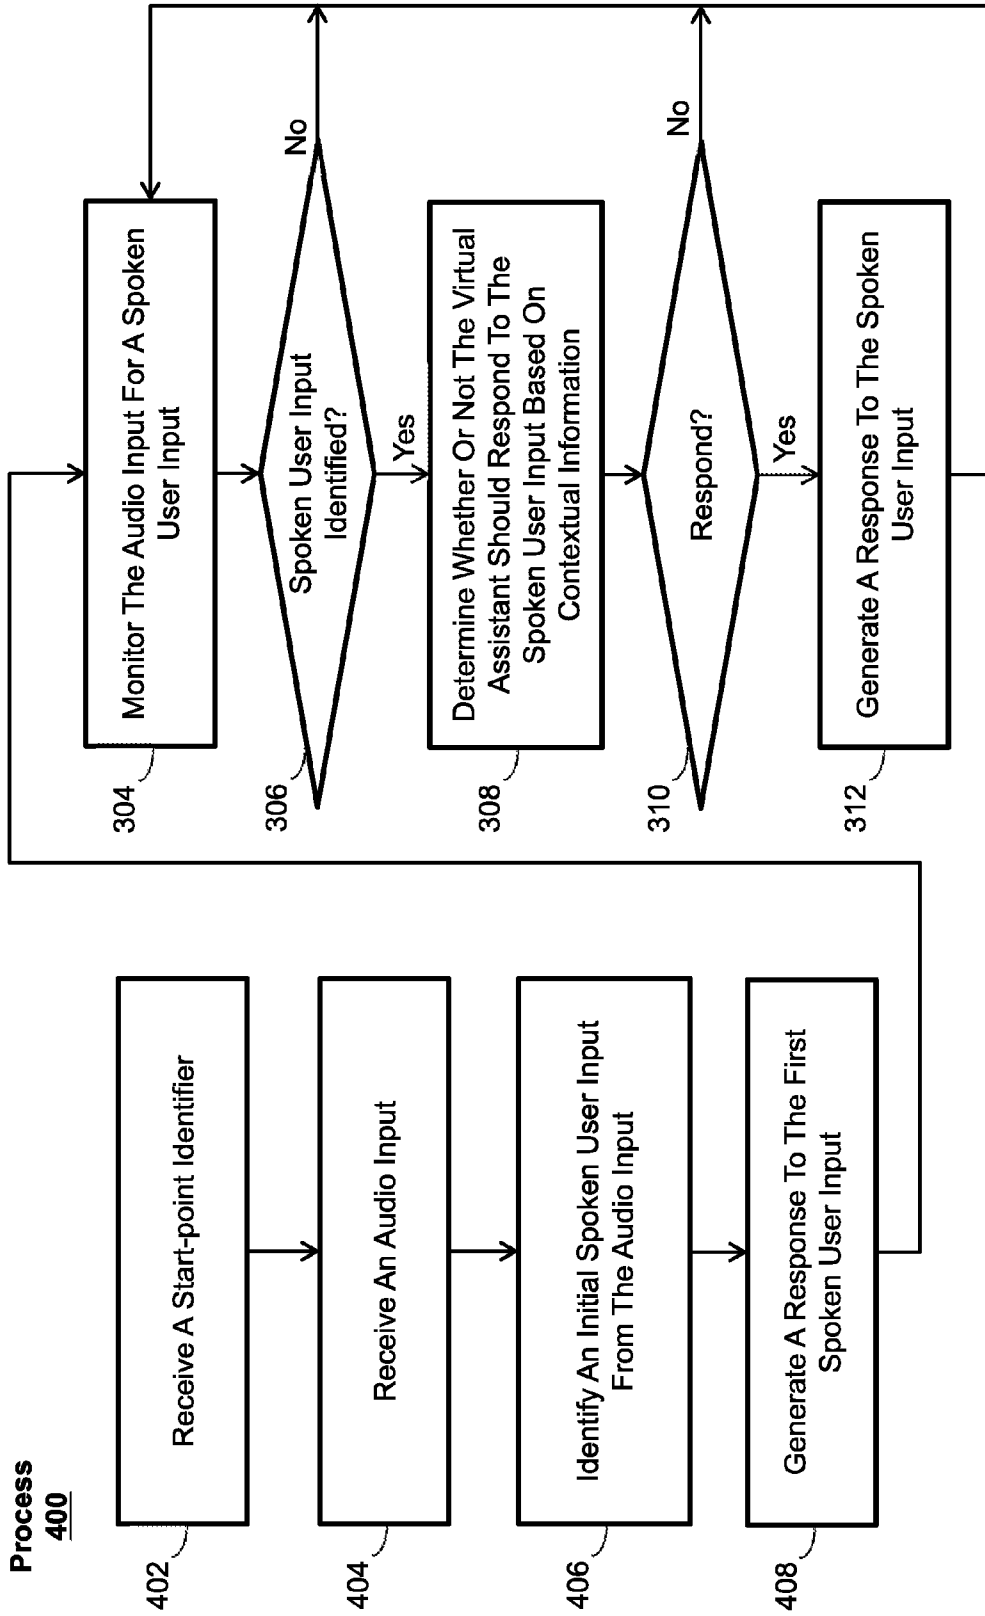 Process
400
402
Receive A Start-point Identifier
404
Receive An Audio Input
406
Identify An Initial Spoken User Input
From The Audio Input
408
Generate A Response To The First
Spoken User Input
304
Monitor The Audio Input For A Spoken
User Input
306
Spoken User Input
Identified?
No
Yes
308
Determine Whether Or Not The Virtual
Assistant Should Respond To The
Spoken User Input Based On
Contextual Information
310
Respond?
No
Yes
312
Generate A Response To The Spoken
User Input